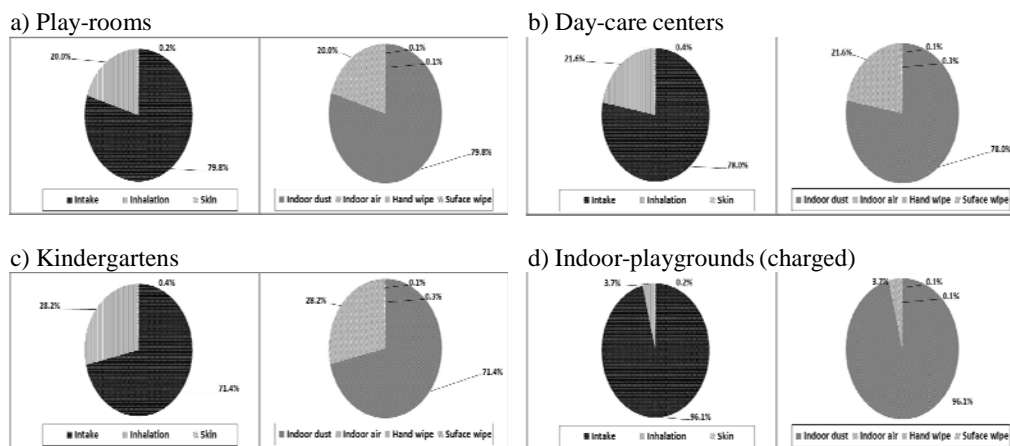 a) Play-rooms
20.0%
0.2%
79.8%
■ Intake ■ Inhalation Skin
20.0%
0.1%
0.1%
79.8%
■ Indoor dust Indoor air ■ Hand wipe Suface wipe
b) Day-care centers
21.6%
0.4%
78.0%
■ Intake ■ Inhalation Skin
21.6%
0.1%
0.3%
78.0%
■ Indoor dust Indoor air ■ Hand wipe Suface wipe
c) Kindergartens
28.2%
0.4%
71.4%
■ Intake ■ Inhalation Skin
28.2%
0.1%
0.3%
71.4%
■ Indoor dust Indoor air ■ Hand wipe Suface wipe
d) Indoor-playgrounds (charged)
3.7%
0.2%
96.1%
■ Intake ■ Inhalation Skin
3.7%
0.1%
0.1%
96.1%
■ Indoor dust Indoor air ■ Hand wipe Suface wipe